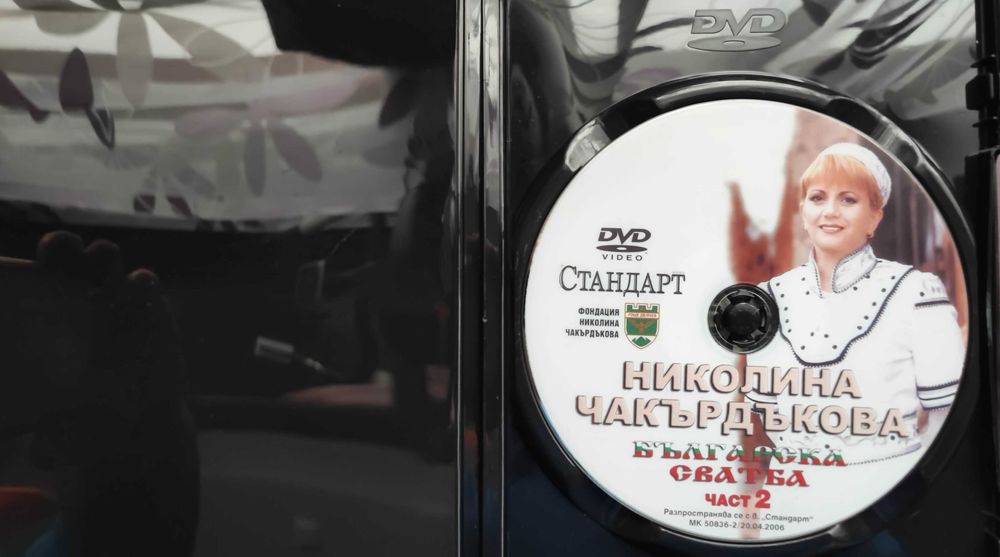 DVD
DVD
VIDEO
СТАНДАРТ
ФОНДАЦИЯ
НИКОЛИНА
ЧАКЪРДЪКОВА
НИКОЛИНА
ЧАКЪРДЪКОВА
БЪЛГАРСКА
СВАТБА
ЧАСТ 2
Разпространява се с в. „Стандарт"
МК 50836-2/20.04.2006